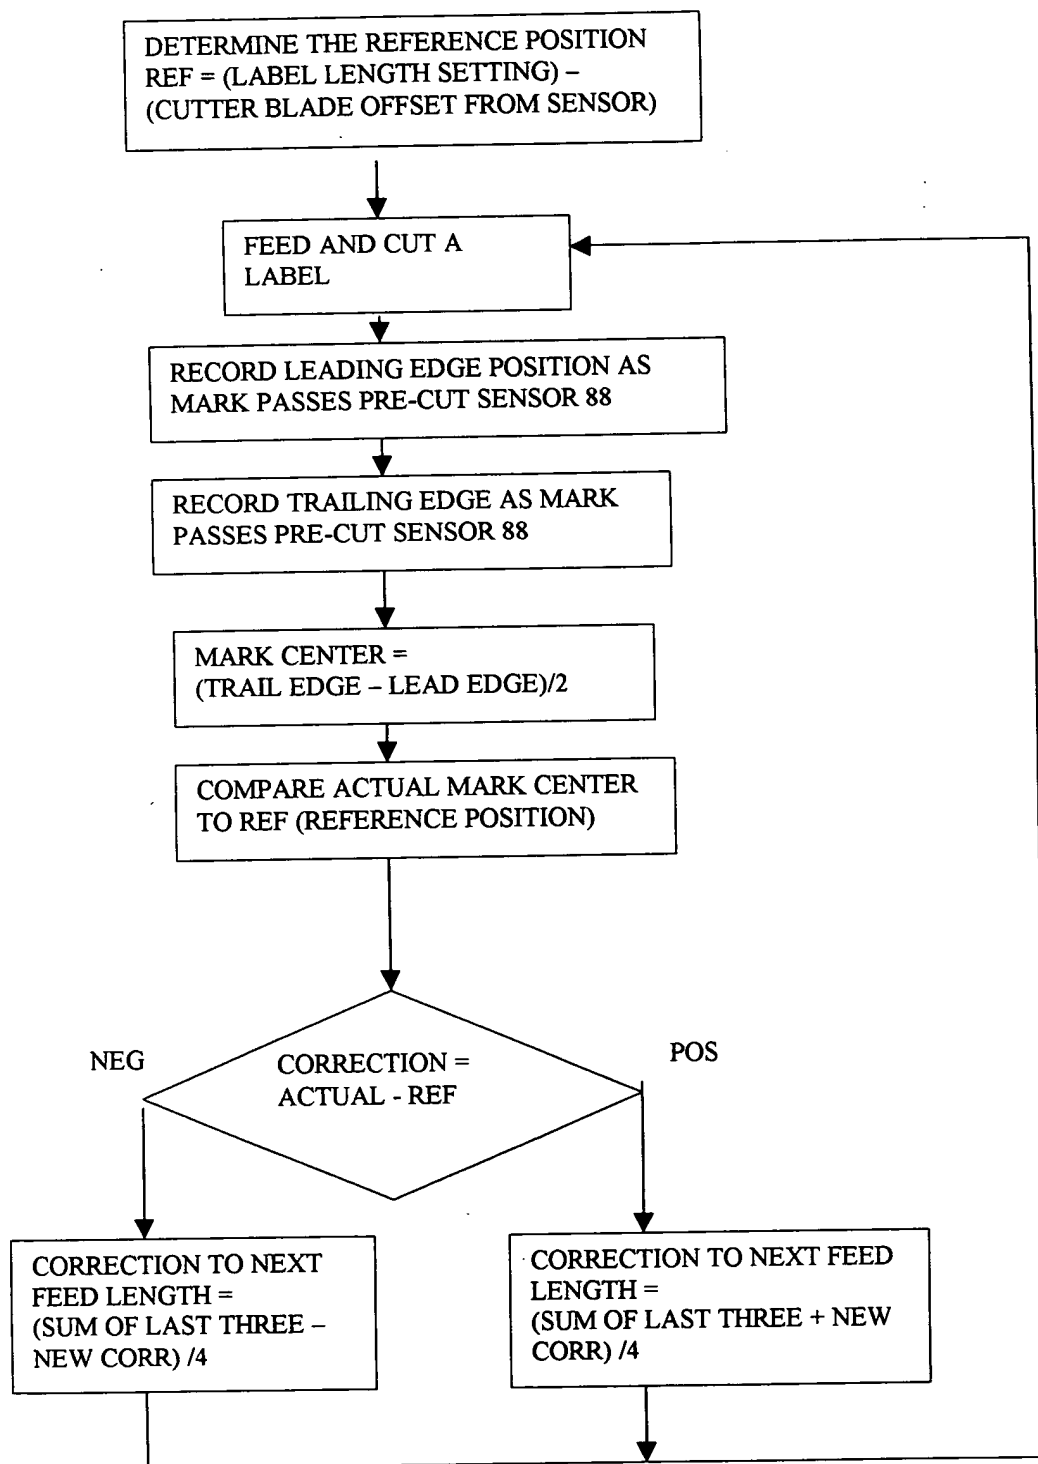 DETERMINE THE REFERENCE POSITION
REF = (LABEL LENGTH SETTING) –
(CUTTER BLADE OFFSET FROM SENSOR)
FEED AND CUT A
LABEL
RECORD LEADING EDGE POSITION AS
MARK PASSES PRE-CUT SENSOR 88
RECORD TRAILING EDGE AS MARK
PASSES PRE-CUT SENSOR 88
MARK CENTER =
(TRAIL EDGE – LEAD EDGE)/2
COMPARE ACTUAL MARK CENTER
TO REF (REFERENCE POSITION)
NEG
CORRECTION =
ACTUAL - REF
POS
CORRECTION TO NEXT
FEED LENGTH =
(SUM OF LAST THREE –
NEW CORR) /4
CORRECTION TO NEXT FEED
LENGTH =
(SUM OF LAST THREE + NEW
CORR) /4